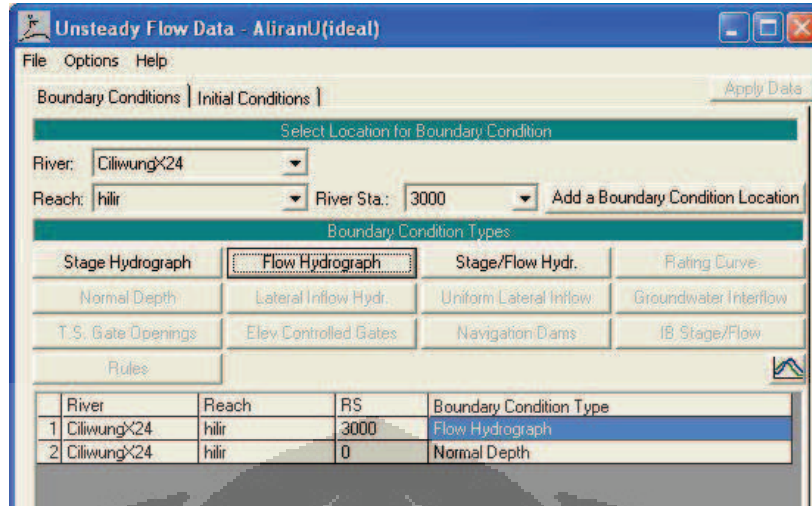 Unsteady Flow Data - AliranU(ideal)
File Options Help
Boundary Conditions Initial Conditions Apply Data
Select Location for Boundary Condition
River: CiliwungX24
Reach: hilir River Sta.: 3000 Add a Boundary Condition Location
Boundary Condition Types
Stage Hydrograph Flow Hydrograph Stage/Flow Hydr. Rating Curve
Normal Depth Lateral Inflow Hydr. Uniform Lateral Inflow Groundwater Interflow
T.S. Gate Openings Elev Controlled Gates Navigation Dams IB Stage/Flow
Rules
River Reach RS Boundary Condition Type
1 CiliwungX24 hilir 3000 Flow Hydrograph
2 CiliwungX24 hilir 0 Normal Depth